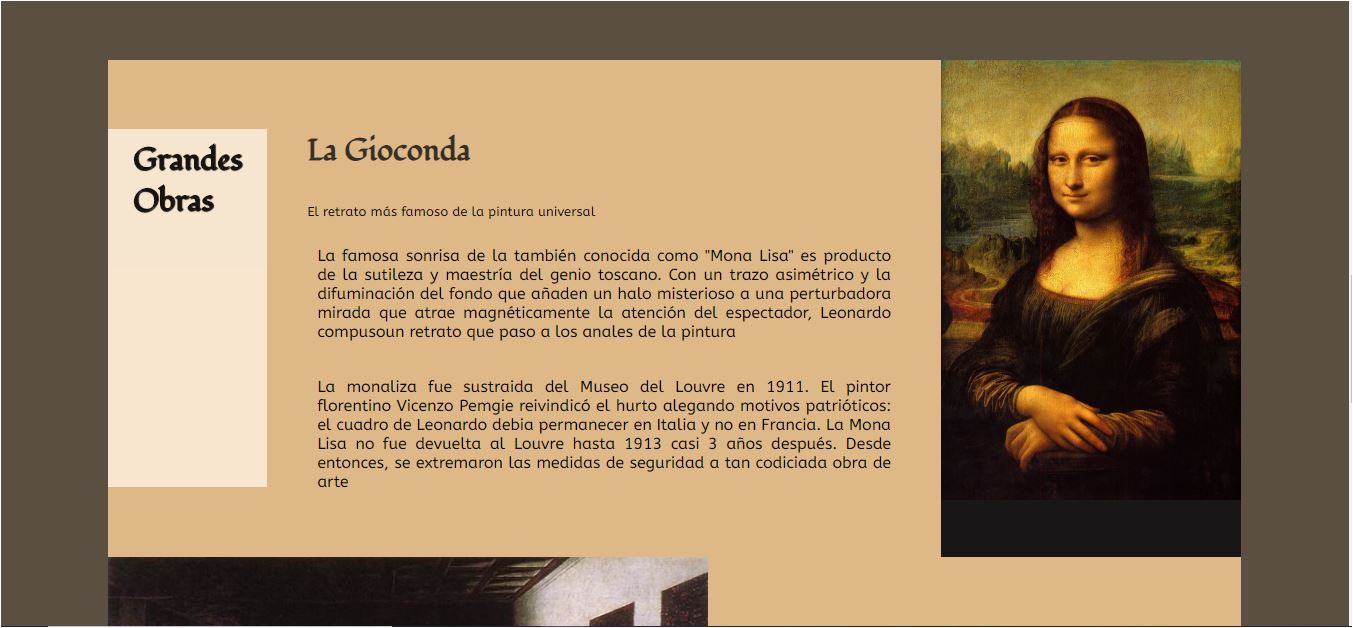 Grandes
Obras
La Gioconda
El retrato más famoso de la pintura universal
La famosa sonrisa de la también conocida como "Mona Lisa" es producto
de la sutileza y maestría del genio toscano. Con un trazo asimétrico y la
difuminación del fondo que añaden un halo misterioso a una perturbadora
mirada que atrae magnéticamente la atención del espectador, Leonardo
compusoun retrato que paso a los anales de la pintura
La monaliza fue sustraida del Museo del Louvre en 1911. El pintor
florentino Vicenzo Pemgie reivindicó el hurto alegando motivos patrióticos:
el cuadro de Leonardo debia permanecer en Italia y no en Francia. La Mona
Lisa no fue devuelta al Louvre hasta 1913 casi 3 años después. Desde
entonces, se extremaron las medidas de seguridad a tan codiciada obra de
arte